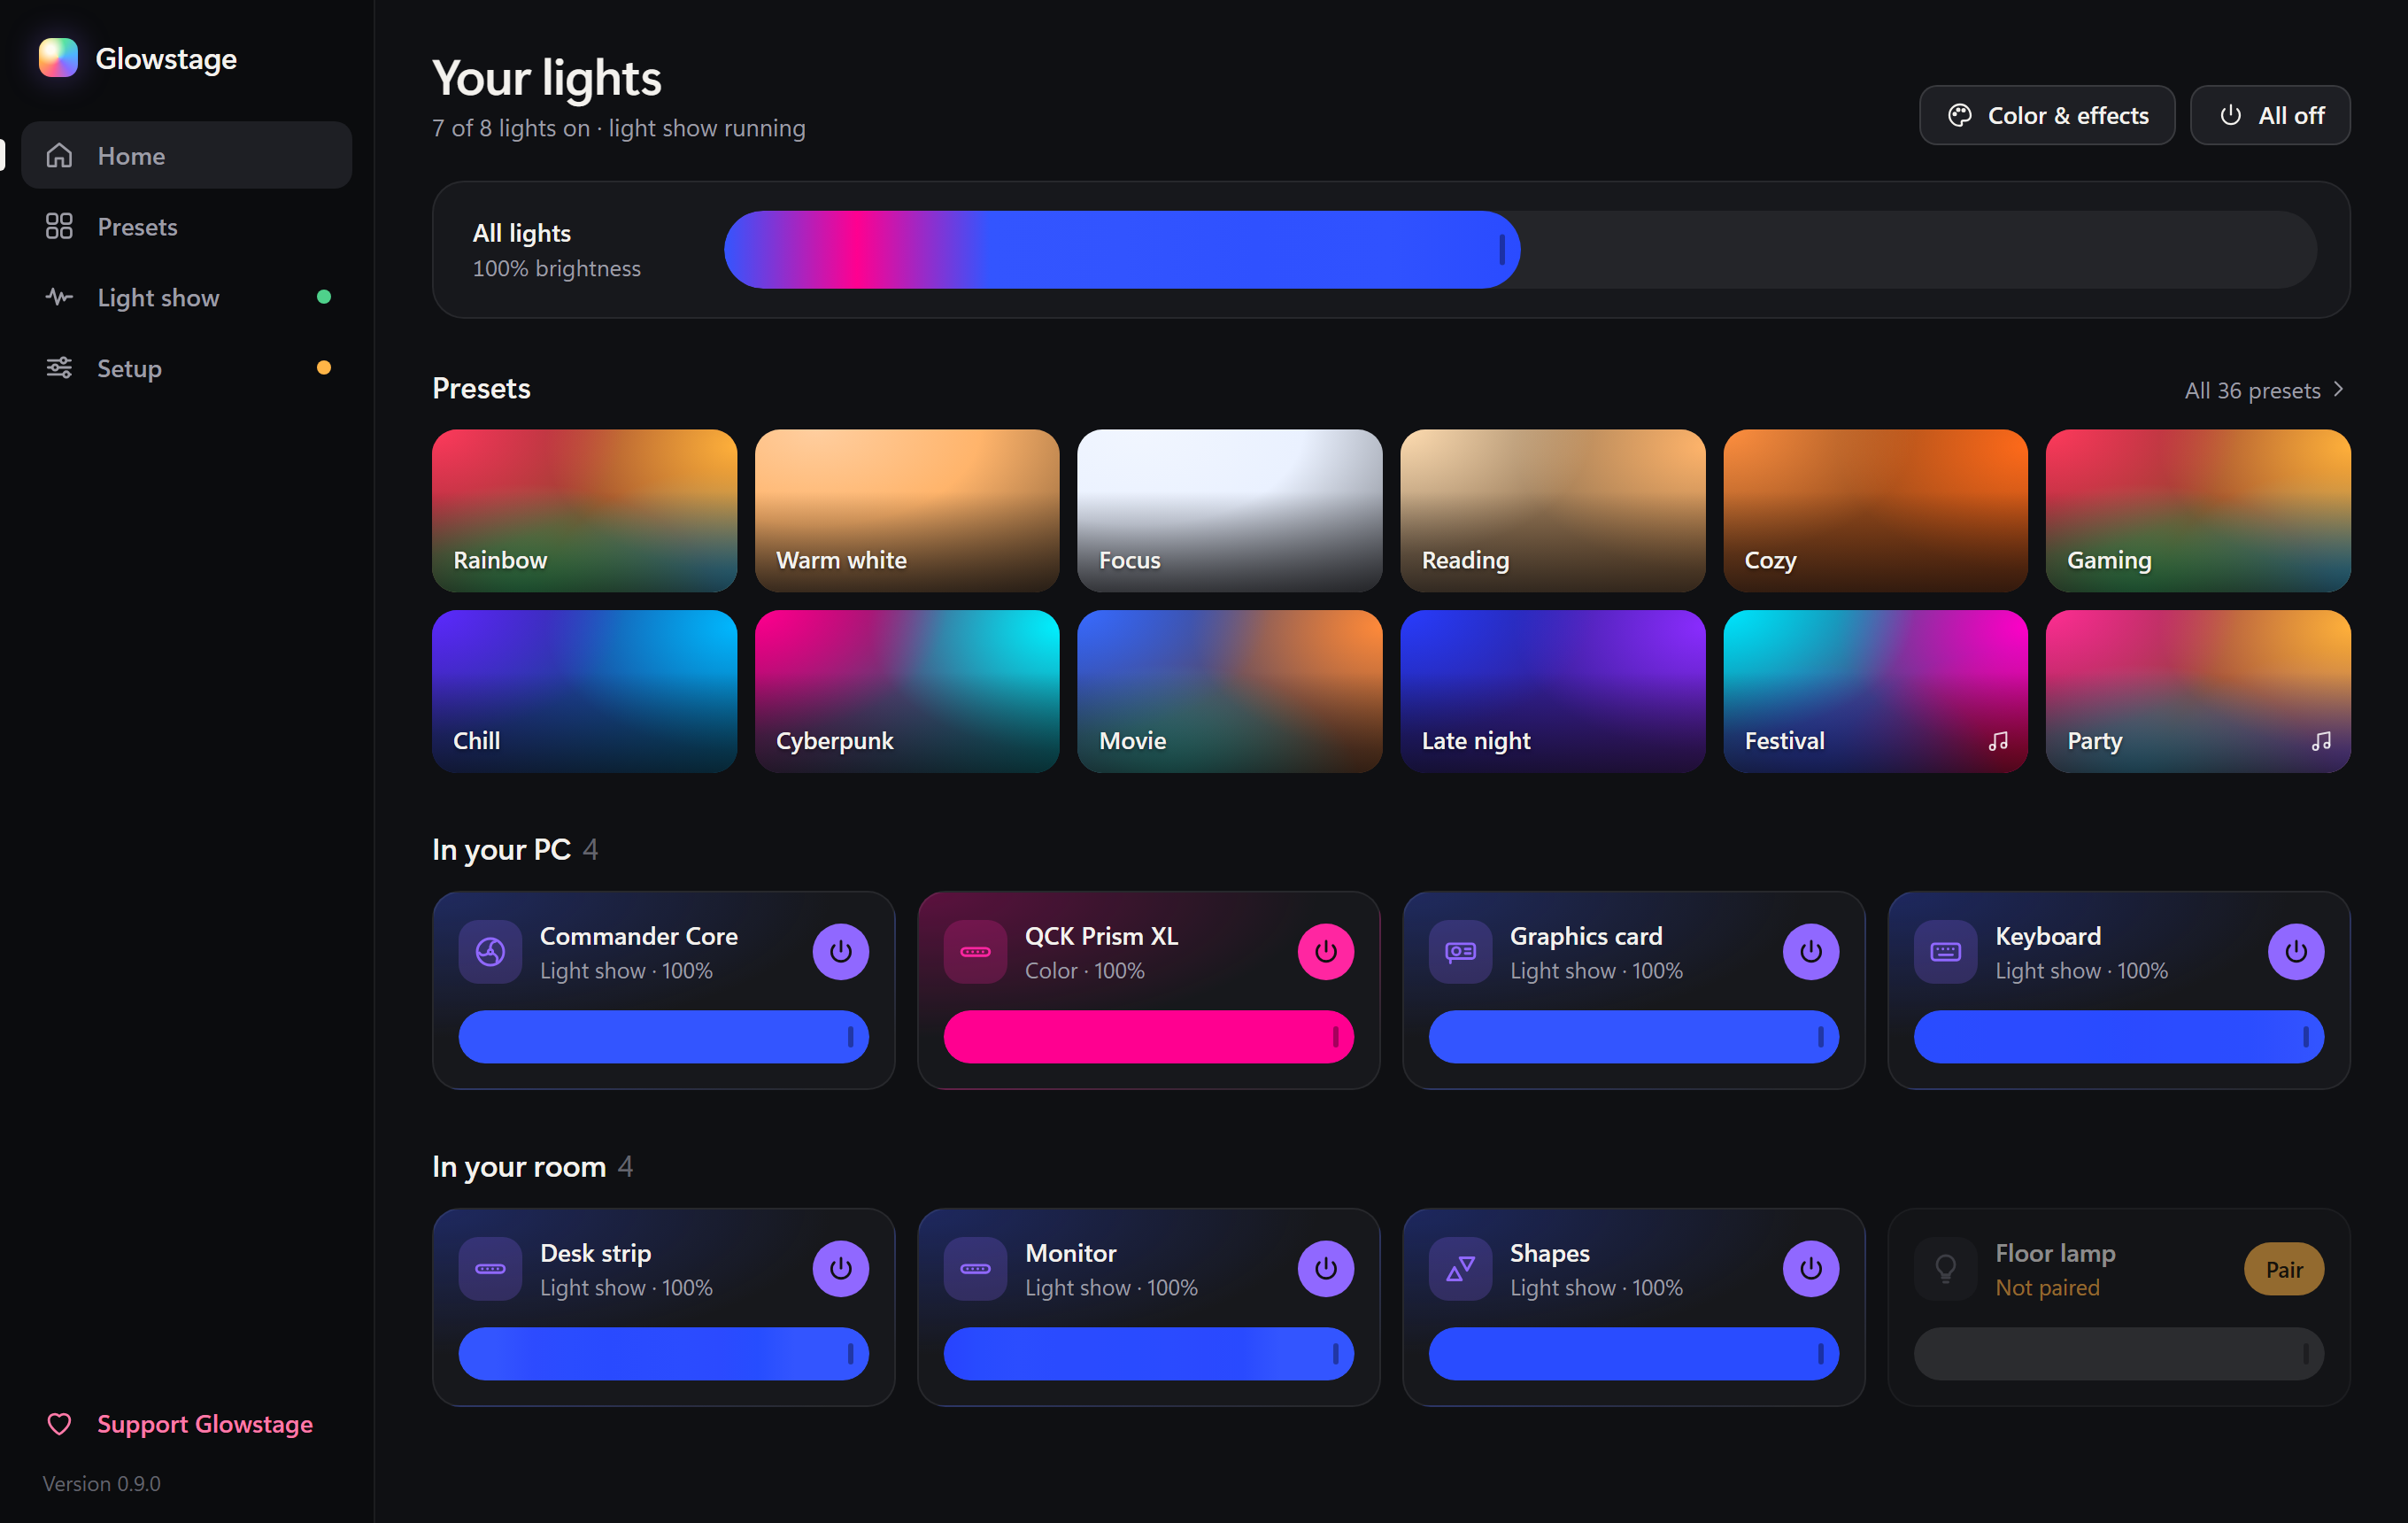 Glowstage
Home
Presets
Light show
Setup
Support Glowstage
Version 0.9.0
Your lights
7 of 8 lights on · light show running
Color & effects
All off
All lights
100% brightness
Presets
All 36 presets
Rainbow
Warm white
Focus
Reading
Cozy
Gaming
Chill
Cyberpunk
Movie
Late night
Festival
Party
In your PC 4
Commander Core
Light show · 100%
QCK Prism XL
Color · 100%
Graphics card
Light show · 100%
Keyboard
Light show · 100%
In your room 4
Desk strip
Light show · 100%
Monitor
Light show · 100%
Shapes
Light show · 100%
Floor lamp
Not paired
Pair